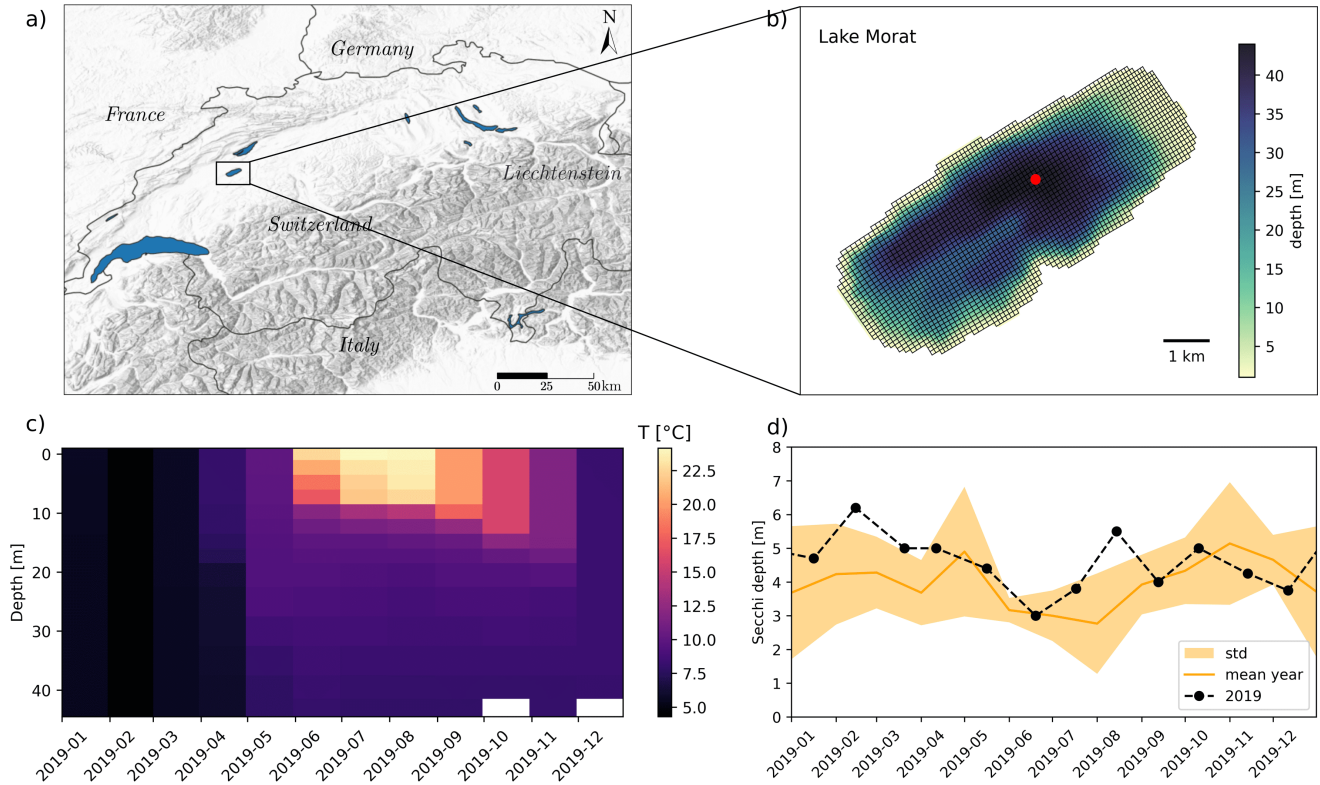 a)
N
Germany
France
Liechtenstein
Switzerland
Italy
0 25 50 km
b)
Lake Morat
40
35
30
25
20
15
10
5
depth [m]
1 km
c)
T [°C]
0
10
20
30
40
Depth [m]
22.5
20.0
17.5
15.0
12.5
10.0
7.5
5.0
2019-01
2019-02
2019-03
2019-04
2019-05
2019-06
2019-07
2019-08
2019-09
2019-10
2019-11
2019-12
d)
8
7
6
5
4
3
2
1
0
Secchi depth [m]
std
mean year
2019
2019-01
2019-02
2019-03
2019-04
2019-05
2019-06
2019-07
2019-08
2019-09
2019-10
2019-11
2019-12